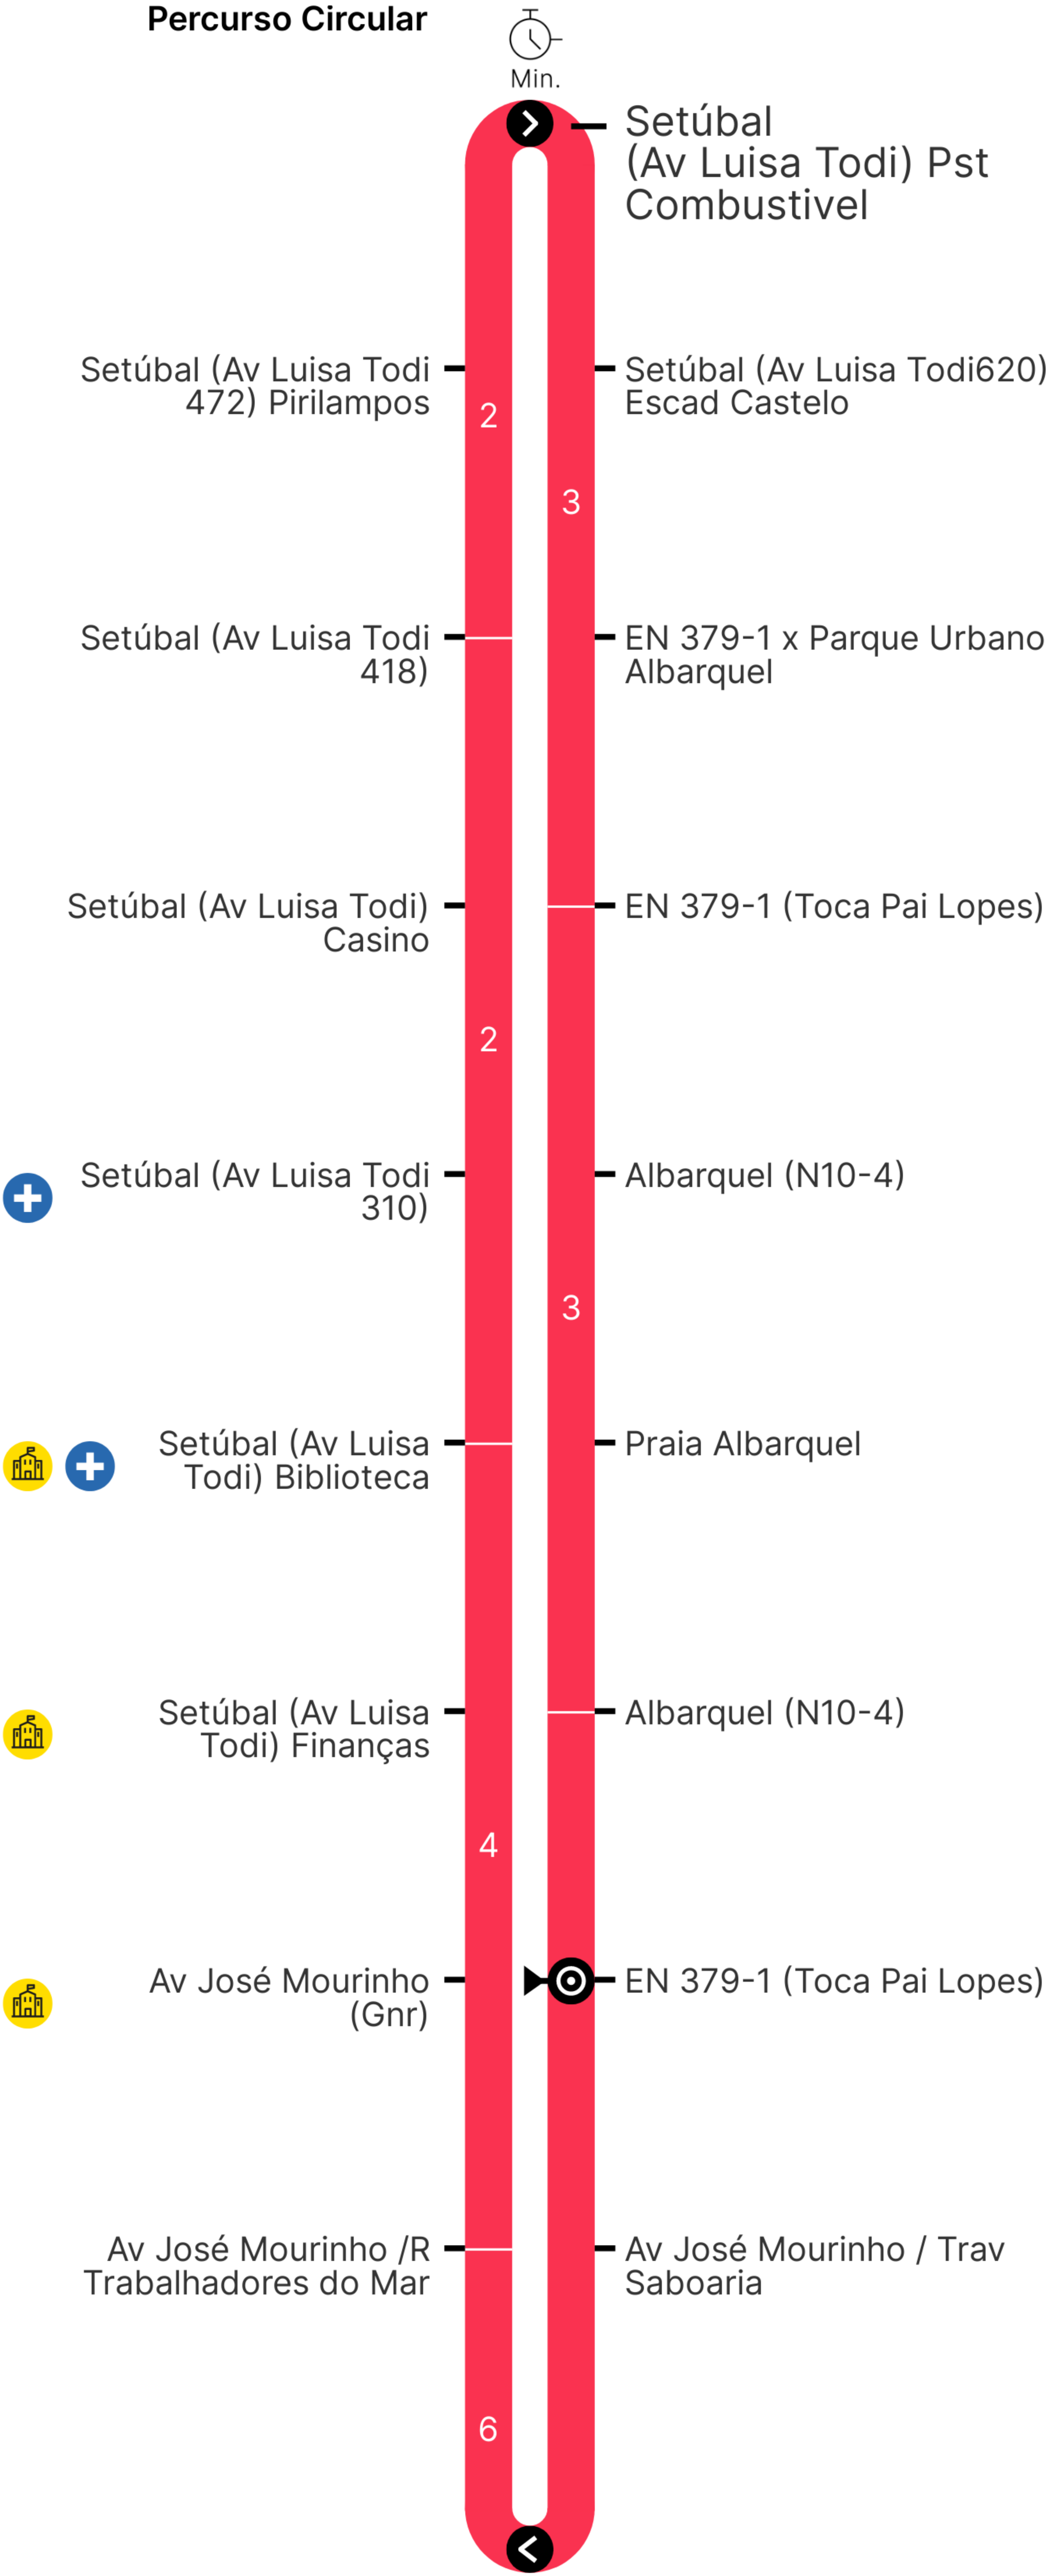 Percurso Circular
Min.
Setúbal
(Av Luisa Todi) Pst
Combustivel
Setúbal (Av Luisa Todi
472) Pirilampos
2
Setúbal (Av Luisa Todi620)
Escad Castelo
3
Setúbal (Av Luisa Todi
418)
EN 379-1 x Parque Urbano
Albarquel
Setúbal (Av Luisa Todi)
Casino
EN 379-1 (Toca Pai Lopes)
2
Setúbal (Av Luisa Todi
310)
Albarquel (N10-4)
3
Setúbal (Av Luisa
Todi) Biblioteca
Praia Albarquel
Setúbal (Av Luisa
Todi) Finanças
Albarquel (N10-4)
4
Av José Mourinho
(Gnr)
EN 379-1 (Toca Pai Lopes)
Av José Mourinho /R
Trabalhadores do Mar
Av José Mourinho / Trav
Saboaria
6